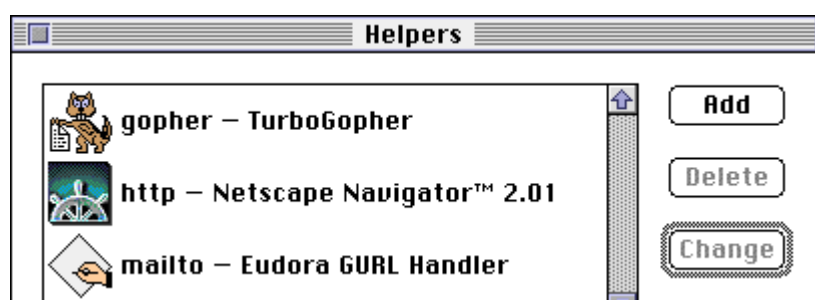 Helpers
gopher – TurboGopher
Add
http – Netscape Navigator™ 2.01
Delete
mailto – Eudora GURL Handler
Change